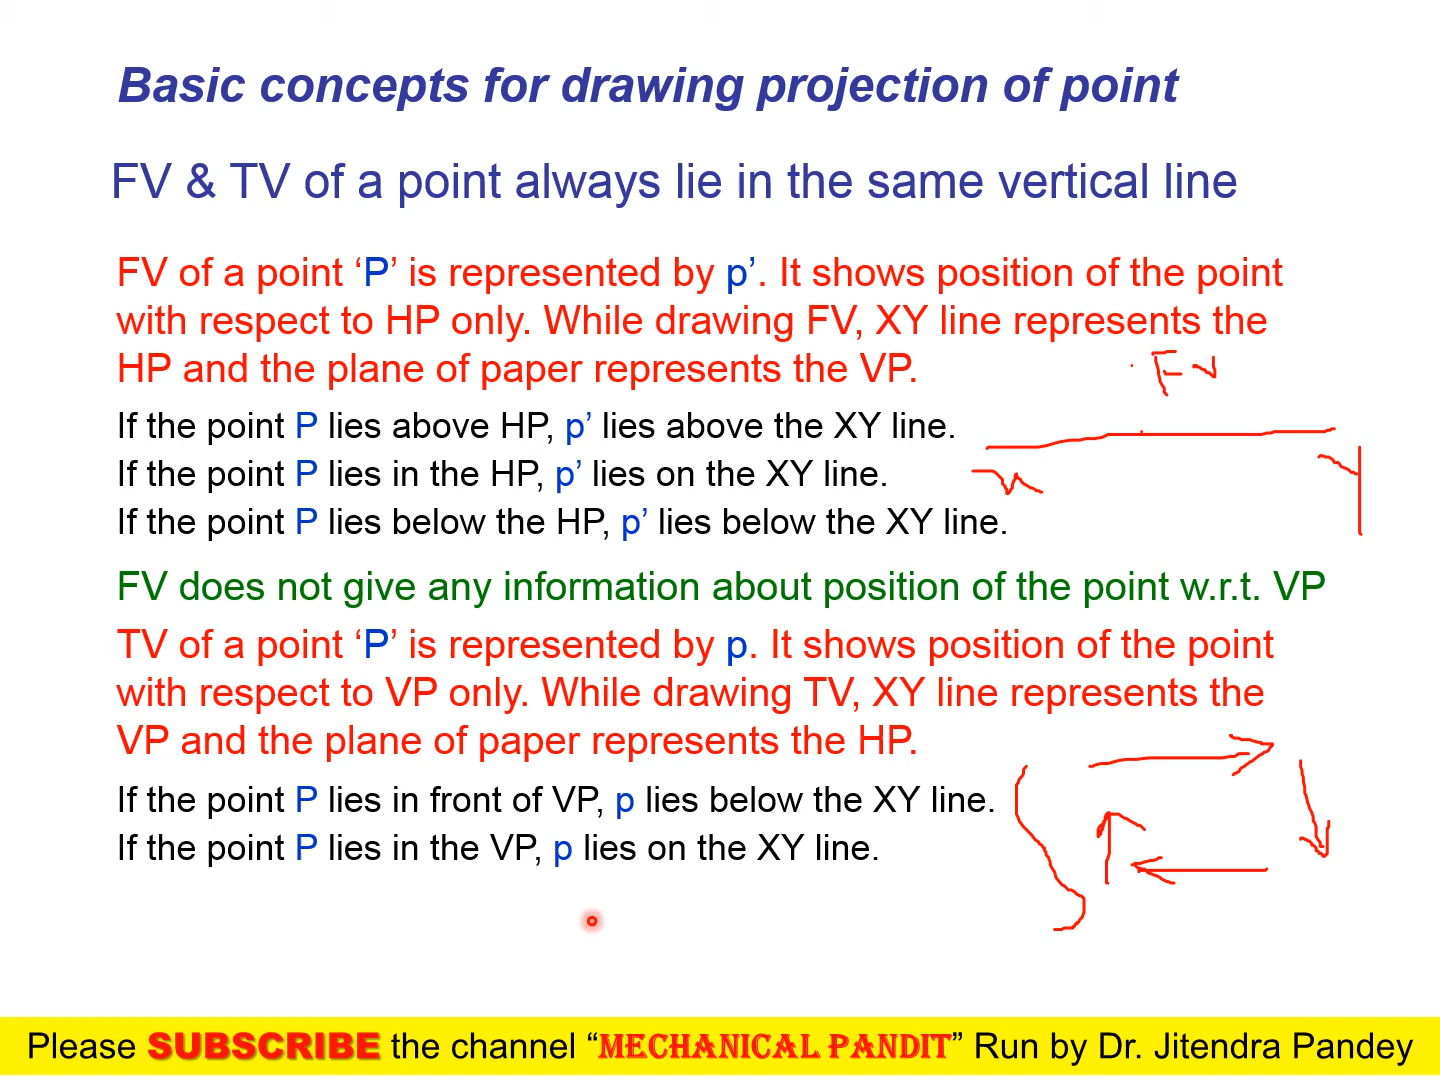 Basic concepts for drawing projection of point
FV & TV of a point always lie in the same vertical line
FV of a point ‘P’ is represented by p’. It shows position of the point
with respect to HP only. While drawing FV, XY line represents the
HP and the plane of paper represents the VP.
FV
If the point P lies above HP, p’ lies above the XY line.
If the point P lies in the HP, p’ lies on the XY line.
If the point P lies below the HP, p’ lies below the XY line.
FV does not give any information about position of the point w.r.t. VP
TV of a point ‘P’ is represented by p. It shows position of the point
with respect to VP only. While drawing TV, XY line represents the
VP and the plane of paper represents the HP.
If the point P lies in front of VP, p lies below the XY line.
If the point P lies in the VP, p lies on the XY line.
Please SUBSCRIBE the channel “MECHANICAL PANDIT” Run by Dr. Jitendra Pandey